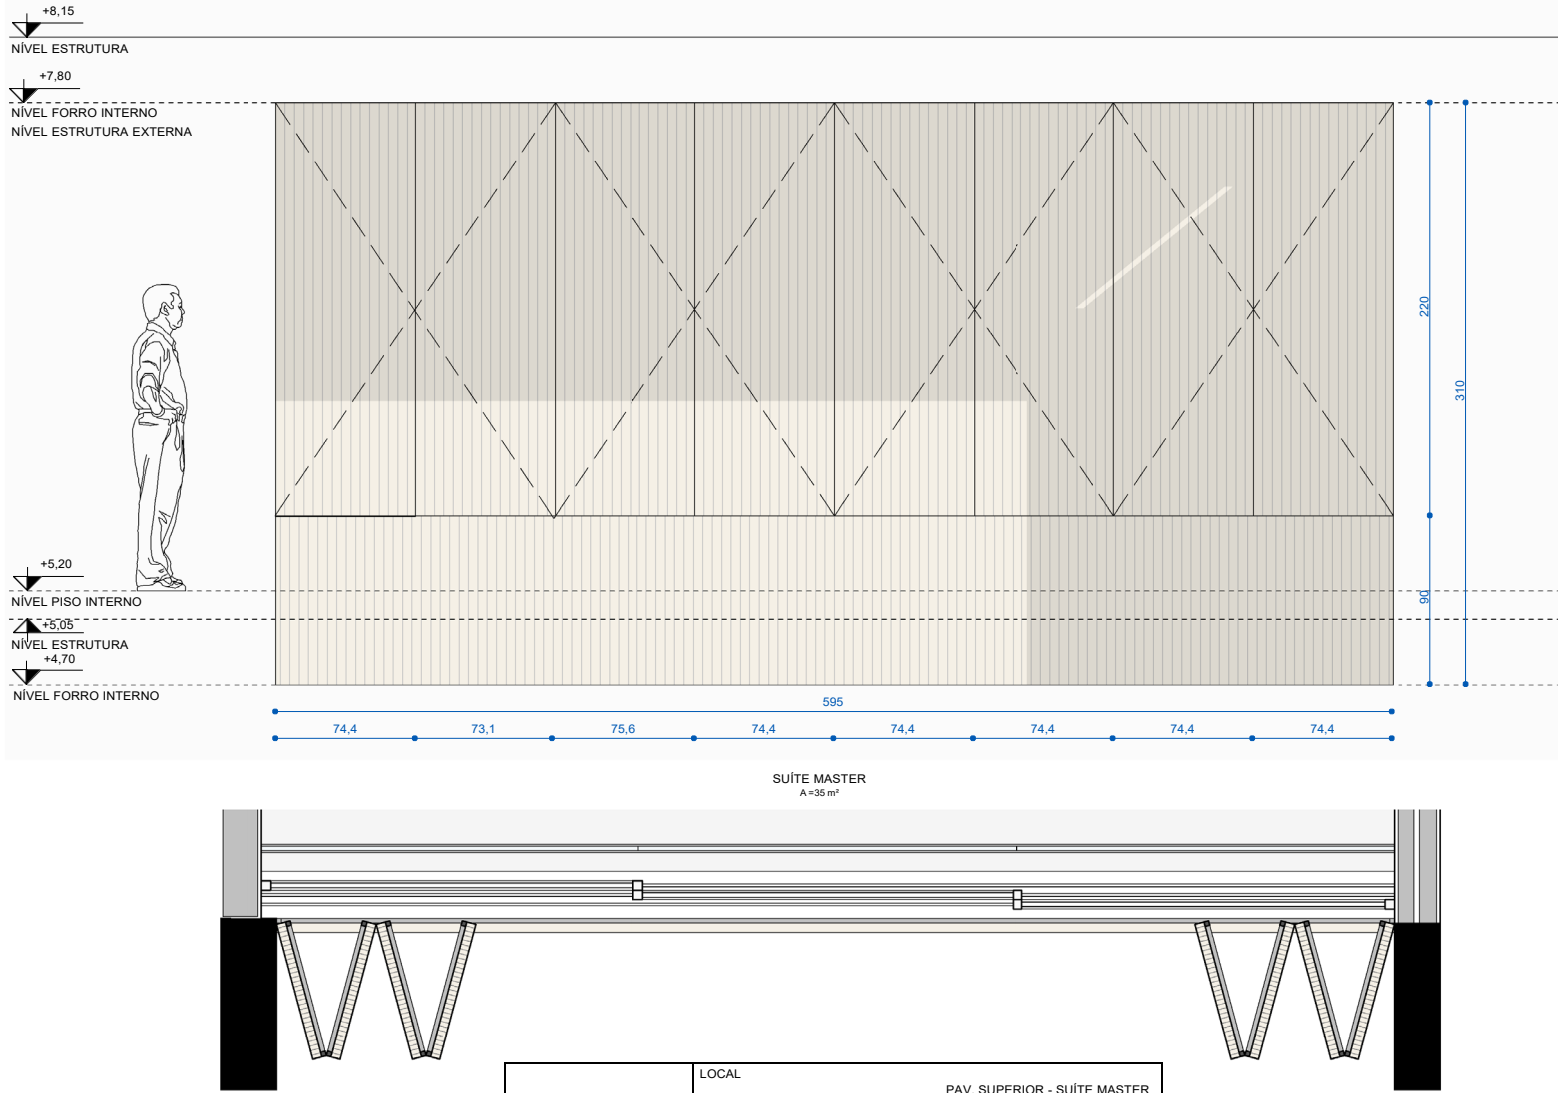 +8,15
NÍVEL ESTRUTURA
+7,80
NÍVEL FORRO INTERNO
NÍVEL ESTRUTURA EXTERNA
220
310
+5,20
NÍVEL PISO INTERNO
90
+5,05
NÍVEL ESTRUTURA
+4,70
NÍVEL FORRO INTERNO
595
74,4 73,1 75,6 74,4 74,4 74,4 74,4 74,4
SUÍTE MASTER
A =35 m²
LOCAL
PAV. SUPERIOR - SUÍTE MASTER